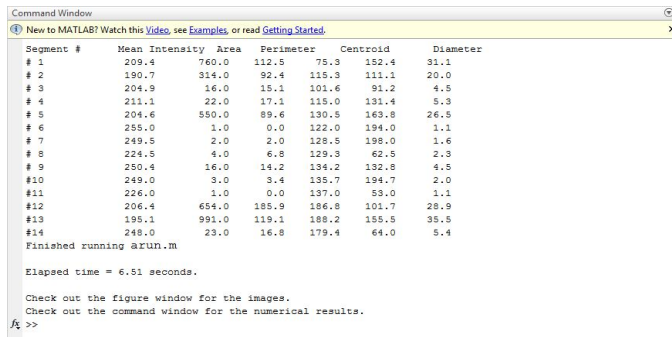 Command Window
New to MATLAB? Watch this Video, see Examples, or read Getting Started.
Segment # Mean Intensity Area Perimeter Centroid Diameter
# 1 209.4 760.0 112.5 75.3 152.4 31.1
# 2 190.7 314.0 92.4 115.3 111.1 20.0
# 3 204.9 16.0 15.1 101.6 91.2 4.5
# 4 211.1 22.0 17.1 115.0 131.4 5.3
# 5 204.6 550.0 89.6 130.5 163.8 26.5
# 6 255.0 1.0 0.0 122.0 194.0 1.1
# 7 249.5 2.0 2.0 128.5 198.0 1.6
# 8 224.5 4.0 6.8 129.3 62.5 2.3
# 9 250.4 16.0 14.2 134.2 132.8 4.5
#10 249.0 3.0 3.4 135.7 194.7 2.0
#11 226.0 1.0 0.0 137.0 53.0 1.1
#12 206.4 654.0 185.9 186.8 101.7 28.9
#13 195.1 991.0 119.1 188.2 155.5 35.5
#14 248.0 23.0 16.8 179.4 64.0 5.4
Finished running arun.m
Elapsed time = 6.51 seconds.
Check out the figure window for the images.
Check out the command window for the numerical results.
fx >>